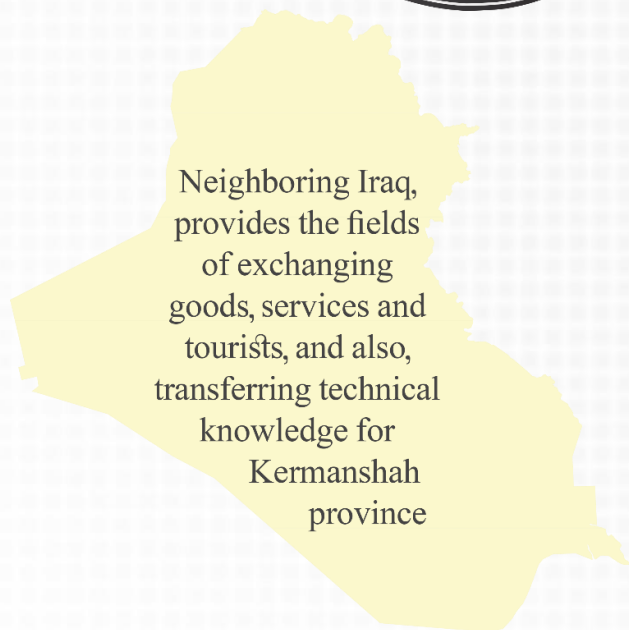 Neighboring Iraq,
provides the fields
of exchanging
goods, services and
tourists, and also,
transferring technical
knowledge for
Kermanshah
province